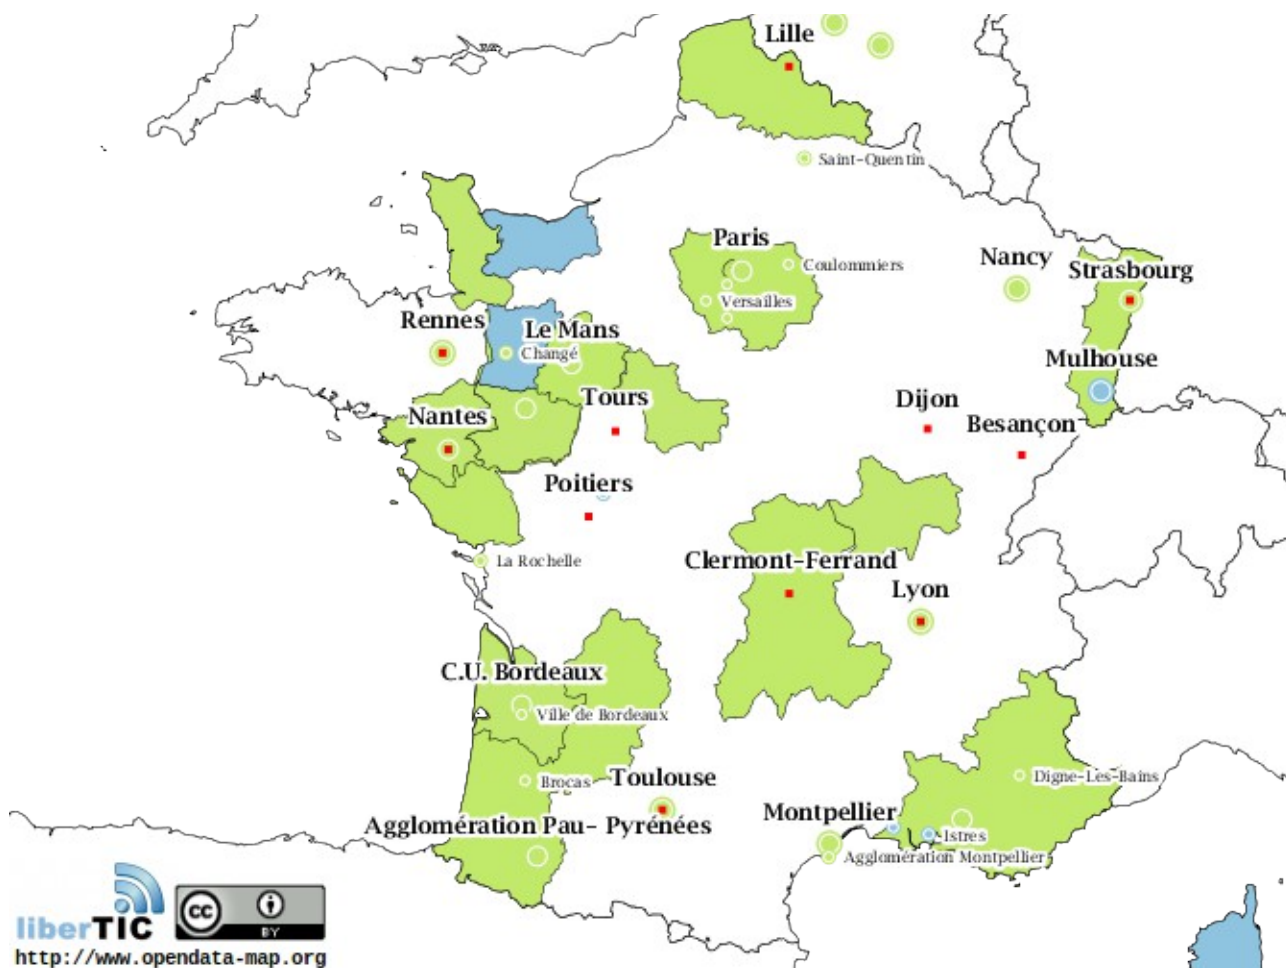 Lille
Saint-Quentin
Paris
Coulommiers
Nancy
Strasbourg
Versailles
Rennes
Le Mans
Changé
Mulhouse
Tours
Nantes
Dijon
Besançon
Poitiers
La Rochelle
Clermont-Ferrand
Lyon
C.U. Bordeaux
Ville de Bordeaux
Brocas
Toulouse
Digne-Les-Bains
Montpellier
Agglomération Pau- Pyrénées
Istres
Agglomération Montpellier
liberTIC
cc
BY
http://www.opendata-map.org